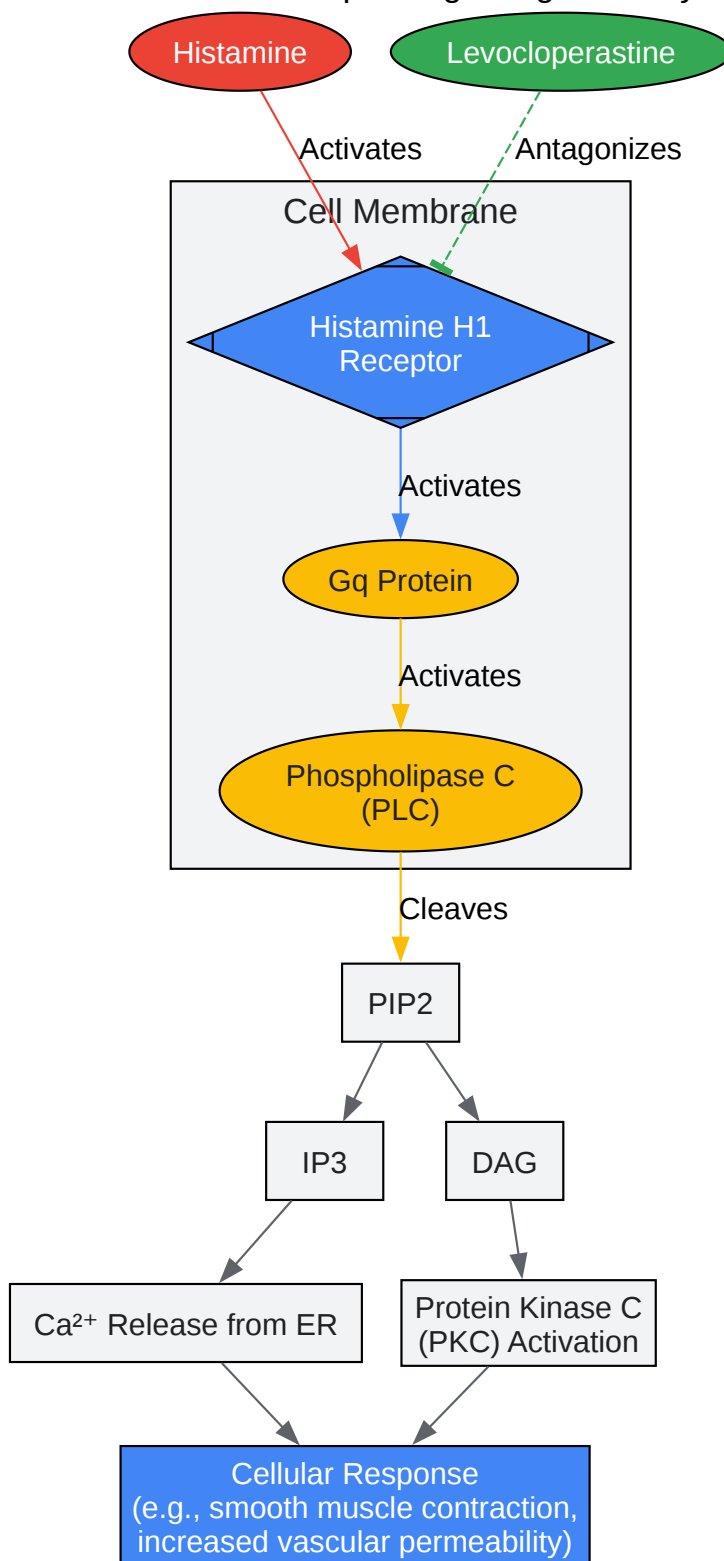 Histamine
Levocloperastine
Activates
Antagonizes
Cell Membrane
Histamine H1
Receptor
Activates
Gq Protein
Activates
Phospholipase C
(PLC)
Cleaves
PIP2
IP3
DAG
Ca²⁺ Release from ER
Protein Kinase C
(PKC) Activation
Cellular Response
(e.g., smooth muscle contraction,
increased vascular permeability)